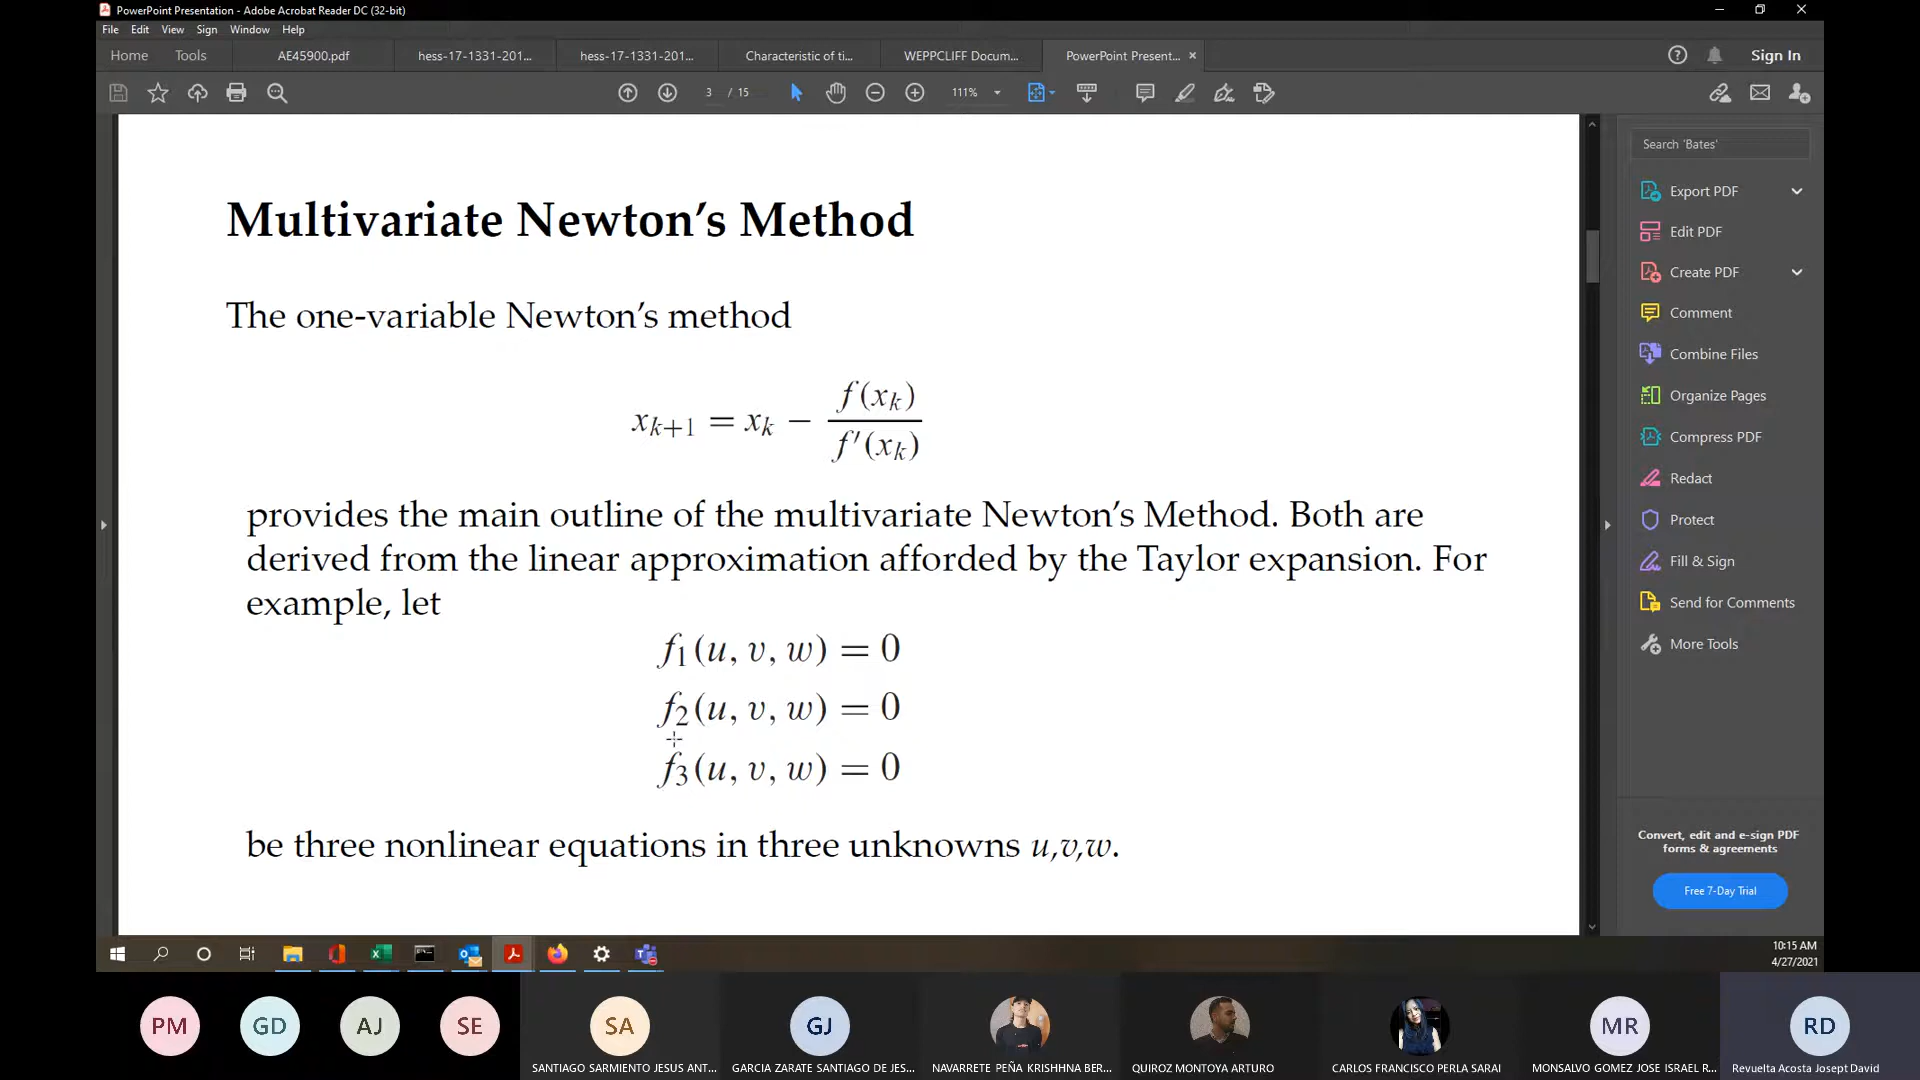 PowerPoint Presentation - Adobe Acrobat Reader DC (32-bit)
File Edit View Sign Window Help
Home Tools AE45900.pdf hess-17-1331-201... hess-17-1331-201... Characteristic of ti... WEPPCLIFF Docum... PowerPoint Present... × Sign In
3 / 15 111%
Search 'Bates'
Export PDF
Edit PDF
Create PDF
Comment
Combine Files
Organize Pages
Compress PDF
Redact
Protect
Fill & Sign
Send for Comments
More Tools
Convert, edit and e-sign PDF
forms & agreements
Free 7-Day Trial
Multivariate Newton's Method
The one-variable Newton's method
x_{k+1} = x_k − f(x_k) / f′(x_k)
provides the main outline of the multivariate Newton's Method. Both are
derived from the linear approximation afforded by the Taylor expansion. For
example, let
f₁(u, v, w) = 0
f₂(u, v, w) = 0
f₃(u, v, w) = 0
be three nonlinear equations in three unknowns u,v,w.
10:15 AM
4/27/2021
PM GD AJ SE SA GJ MR RD
SANTIAGO SARMIENTO JESUS ANT... GARCIA ZARATE SANTIAGO DE JES... NAVARRETE PEÑA KRISHHNA BER... QUIROZ MONTOYA ARTURO CARLOS FRANCISCO PERLA SARAI MONSALVO GOMEZ JOSE ISRAEL R... Revuelta Acosta Josept David